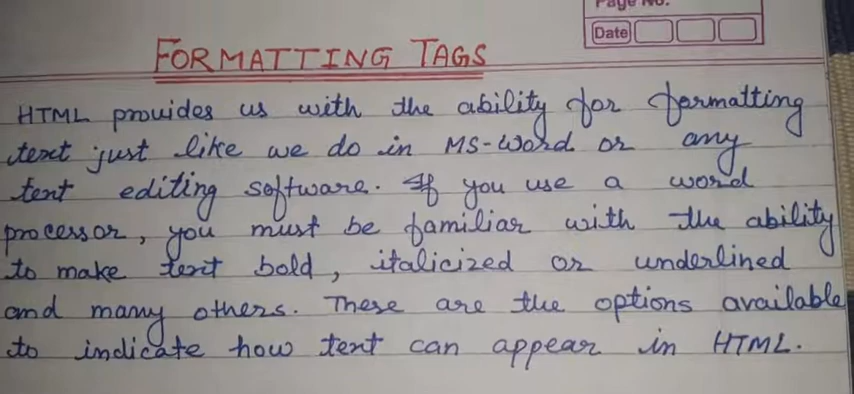 Page No.
Date
FORMATTING TAGS
HTML provides us with the ability for formatting
text just like we do in MS-Word or any
text editing software. If you use a word
processor, you must be familiar with the ability
to make text bold, italicized or underlined
and many others. These are the options available
to indicate how text can appear in HTML.